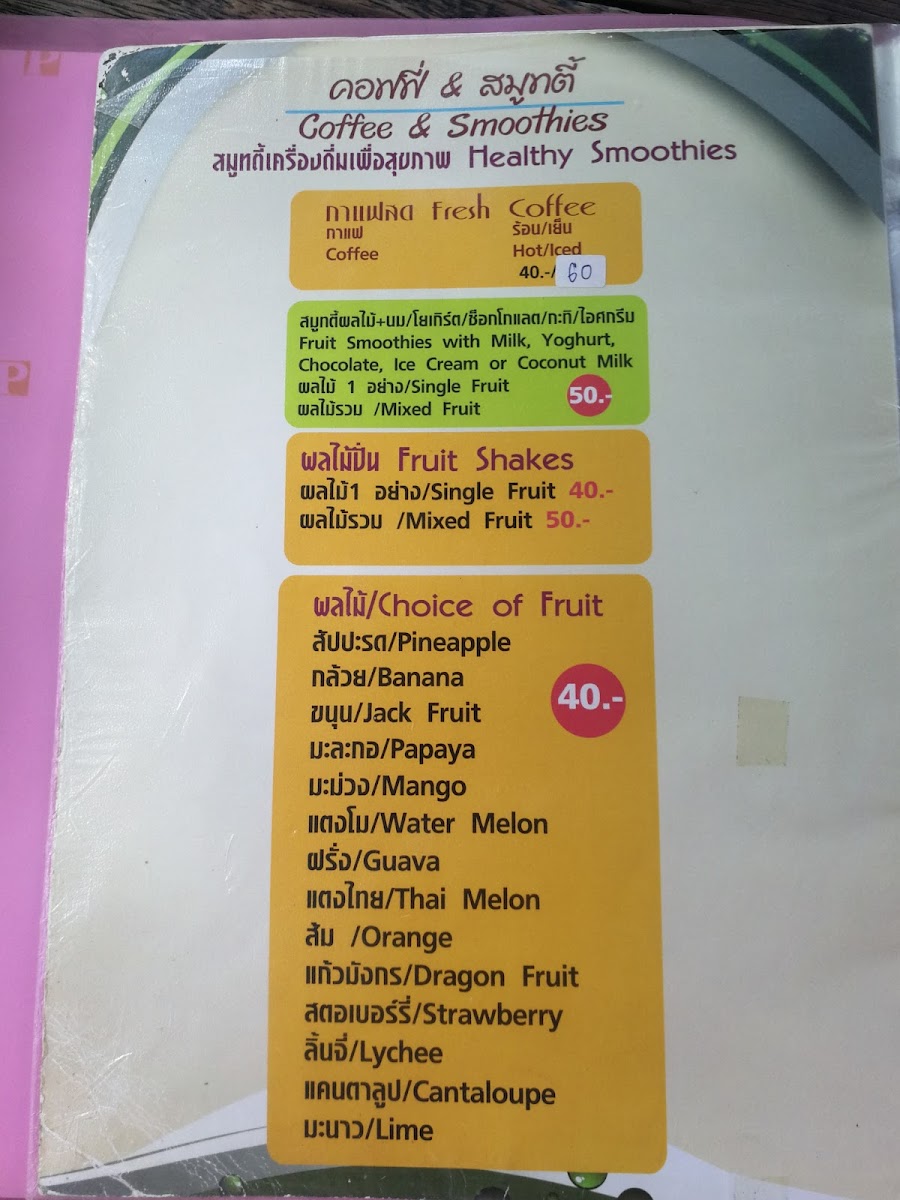 คอฟฟี่ & สมูทตี้
Coffee & Smoothies
สมูทตี้เครื่องดื่มเพื่อสุขภาพ Healthy Smoothies
กาแฟสด Fresh Coffee
กาแฟ ร้อน/เย็น
Coffee Hot/Iced
40.-/60
สมูทตี้ผลไม้+นม/โยเกิร์ต/ช็อกโกแลต/กะทิ/ไอศกรีม
Fruit Smoothies with Milk, Yoghurt,
Chocolate, Ice Cream or Coconut Milk
ผลไม้ 1 อย่าง/Single Fruit
ผลไม้รวม /Mixed Fruit
50.-
ผลไม้ปั่น Fruit Shakes
ผลไม้1 อย่าง/Single Fruit 40.-
ผลไม้รวม /Mixed Fruit 50.-
ผลไม้/Choice of Fruit
สัปปะรด/Pineapple
กล้วย/Banana
40.-
ขนุน/Jack Fruit
มะละกอ/Papaya
มะม่วง/Mango
แตงโม/Water Melon
ฝรั่ง/Guava
แตงไทย/Thai Melon
ส้ม /Orange
แก้วมังกร/Dragon Fruit
สตอเบอร์รี่/Strawberry
ลิ้นจี่/Lychee
แคนตาลูป/Cantaloupe
มะนาว/Lime
P
P